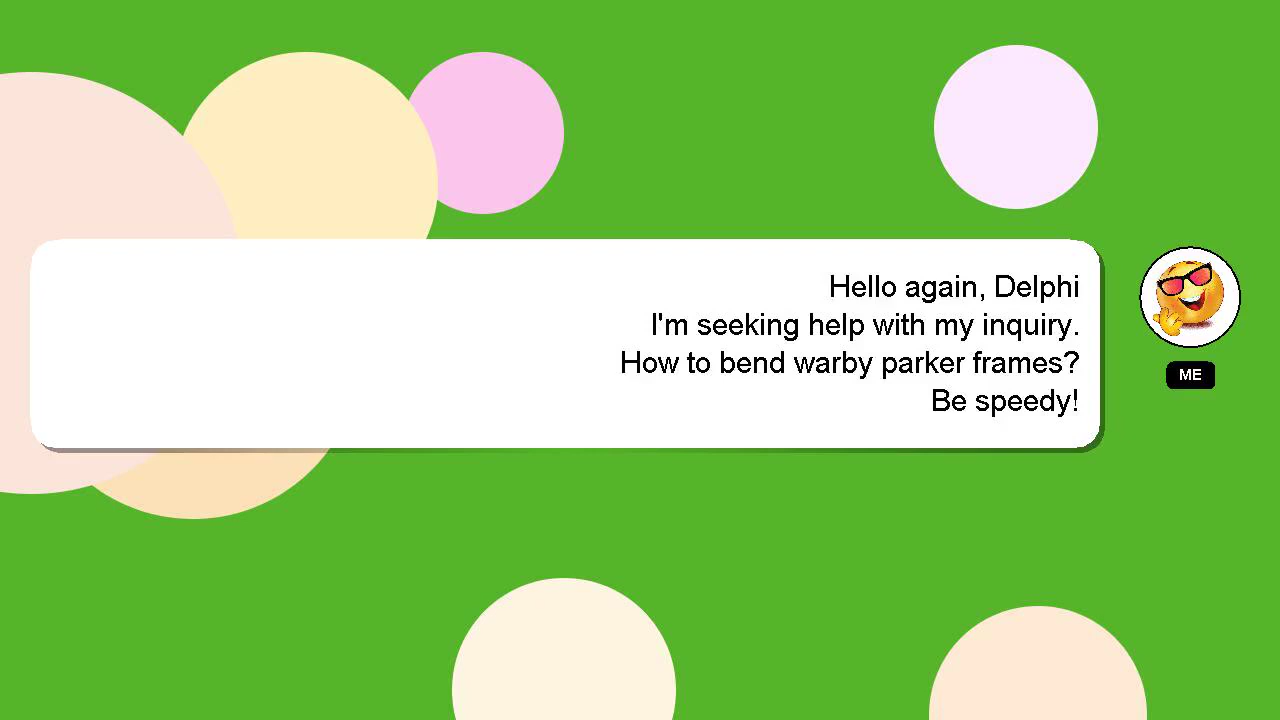 Hello again, Delphi
I'm seeking help with my inquiry.
How to bend warby parker frames?
Be speedy!
ME